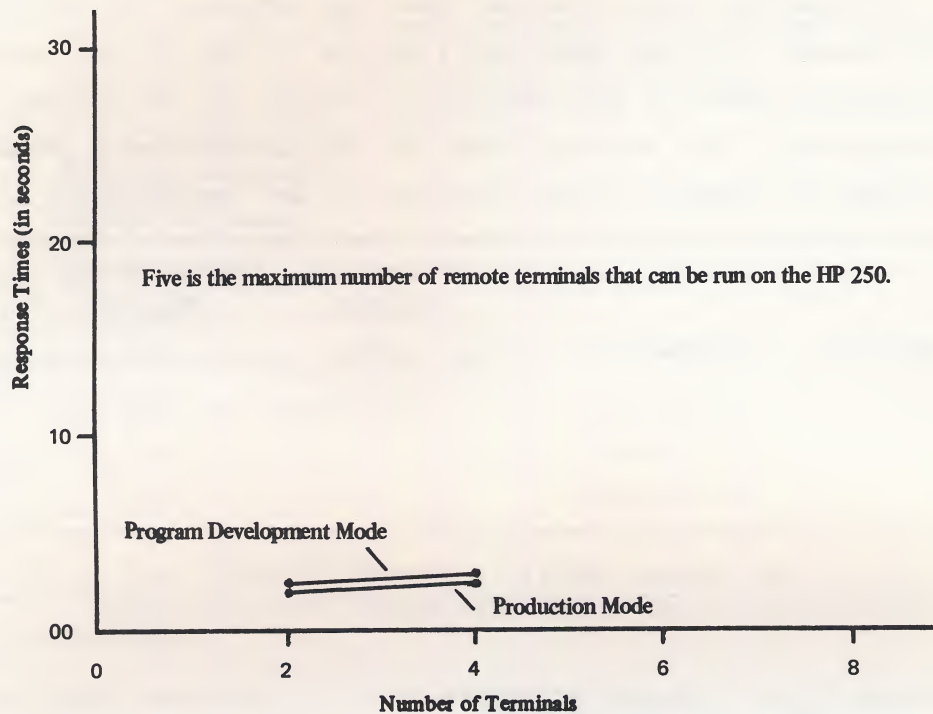 30
20
10
00
Response Times (in seconds)
Five is the maximum number of remote terminals that can be run on the HP 250.
Program Development Mode
Production Mode
0 2 4 6 8
Number of Terminals